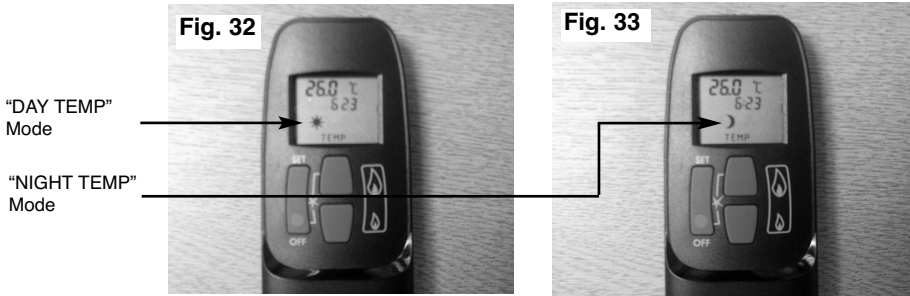 Fig. 32
Fig. 33
“DAY TEMP”
Mode
“NIGHT TEMP”
Mode
26.0 °C
6:23
TEMP
SET
OFF
26.0 °C
6:23
TEMP
SET
OFF